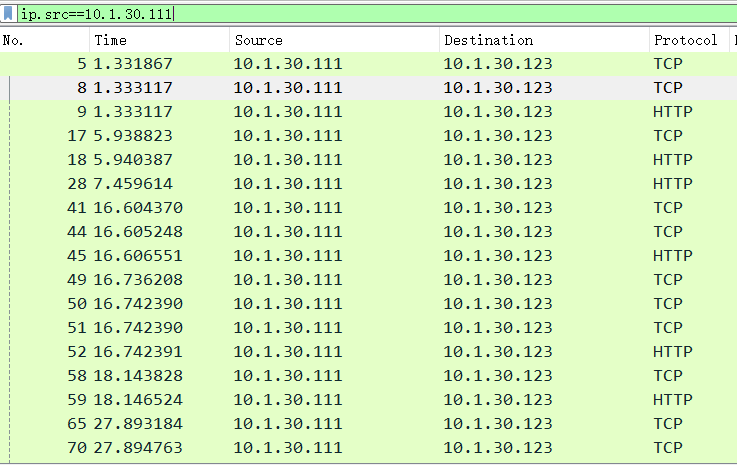 ip.src==10.1.30.111
No. Time Source Destination Protocol
5 1.331867 10.1.30.111 10.1.30.123 TCP
8 1.333117 10.1.30.111 10.1.30.123 TCP
9 1.333117 10.1.30.111 10.1.30.123 HTTP
17 5.938823 10.1.30.111 10.1.30.123 TCP
18 5.940387 10.1.30.111 10.1.30.123 HTTP
28 7.459614 10.1.30.111 10.1.30.123 HTTP
41 16.604370 10.1.30.111 10.1.30.123 TCP
44 16.605248 10.1.30.111 10.1.30.123 TCP
45 16.606551 10.1.30.111 10.1.30.123 HTTP
49 16.736208 10.1.30.111 10.1.30.123 TCP
50 16.742390 10.1.30.111 10.1.30.123 TCP
51 16.742390 10.1.30.111 10.1.30.123 TCP
52 16.742391 10.1.30.111 10.1.30.123 HTTP
58 18.143828 10.1.30.111 10.1.30.123 TCP
59 18.146524 10.1.30.111 10.1.30.123 HTTP
65 27.893184 10.1.30.111 10.1.30.123 TCP
70 27.894763 10.1.30.111 10.1.30.123 TCP